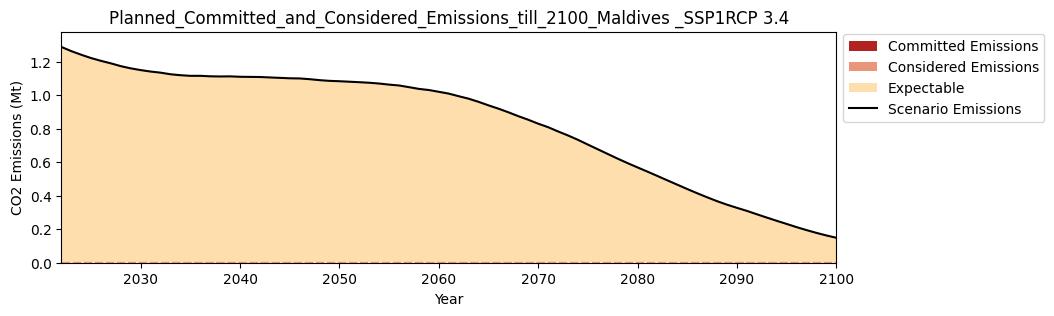 Planned_Committed_and_Considered_Emissions_till_2100_Maldives _SSP1RCP 3.4
Committed Emissions
Considered Emissions
Expectable
Scenario Emissions
CO2 Emissions (Mt)
1.2
1.0
0.8
0.6
0.4
0.2
0.0
2030 2040 2050 2060 2070 2080 2090 2100
Year